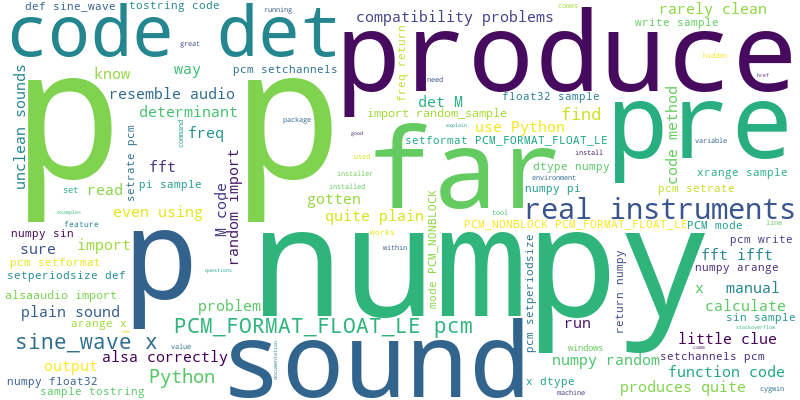 def sine_wave
tostring code
code det
running
great
compatibility problems
comes
rarely clean
write sample
produce
unclean sounds
know
way
pcm setchannels
resemble audio
determinant
freq
freq return
hidden
need
href
det M
float32 sample
import random_sample
explain
use Python
find
setformat PCM_FORMAT_FLOAT_LE
p
p
far
pre
code method
command
package
good
setrate pcm
fft
pi sample
set
read
M code
random import
installer
used
installed
install
environment
variable
dtype numpy
xrange sample
numpy pi
pcm setrate
examples
feature
even using
gotten
quite plain
mode PCM_NONBLOCK
tool
real instruments
numpy sin
sure
import
pcm setformat
setperiodsize def
p
numpy
works
within
questions
PCM_NONBLOCK PCM_FORMAT_FLOAT_LE
PCM mode
line
pcm write
fft ifft
numpy arange
return numpy
pcm setperiodsize
x
manual
alsaaudio import
plain sound
problem
calculate
arange x
value
PCM_FORMAT_FLOAT_LE pcm
run
sin sample
stackoverflow
sine_wave x
alsa correctly
sound
windows
little clue
case
output
Python
documentation
numpy random
setchannels pcm
function code
numpy float32
sample tostring
x dtype
machine
produces quite
cygwin